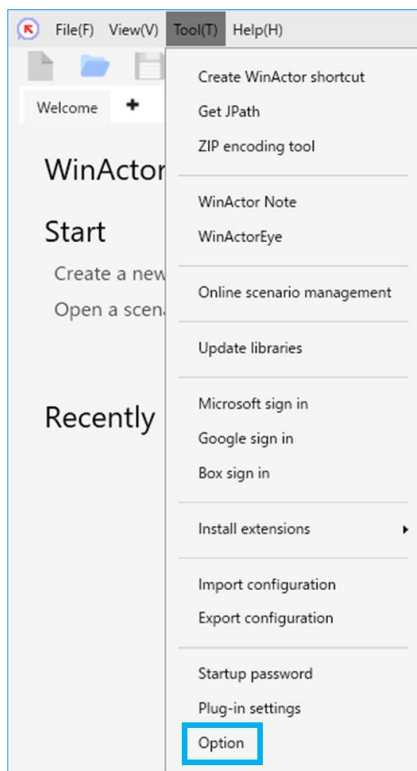 File(F) View(V) Tool(T) Help(H)
Welcome +
WinActor
Start
Create a new
Open a scen
Recently
Create WinActor shortcut
Get JPath
ZIP encoding tool
WinActor Note
WinActorEye
Online scenario management
Update libraries
Microsoft sign in
Google sign in
Box sign in
Install extensions
Import configuration
Export configuration
Startup password
Plug-in settings
Option